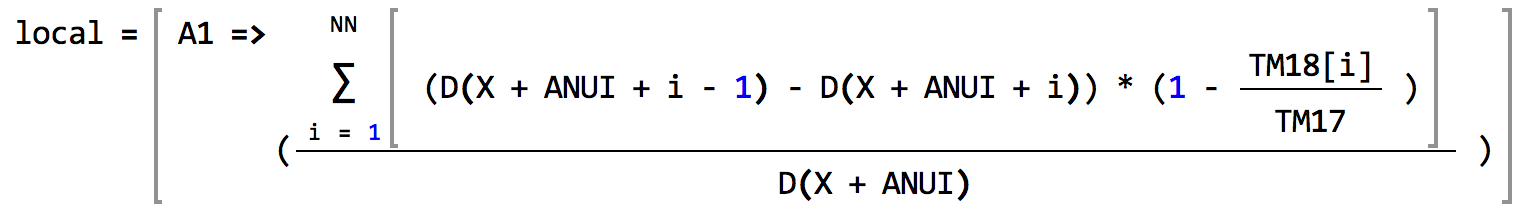 NN
local = [ A1 => Σ [ (D(X + ANUI + i - 1) - D(X + ANUI + i)) * (1 - TM18[i] / TM17 ) ]
i = 1
( )
D(X + ANUI)